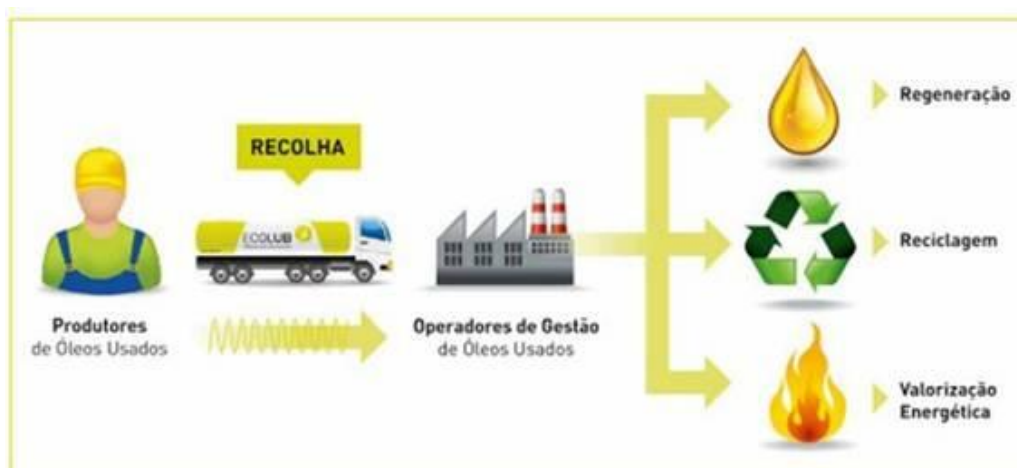 RECOLHA
ECOLUB
Produtores
de Óleos Usados
Operadores de Gestão
de Óleos Usados
Regeneração
Reciclagem
Valorização
Energética